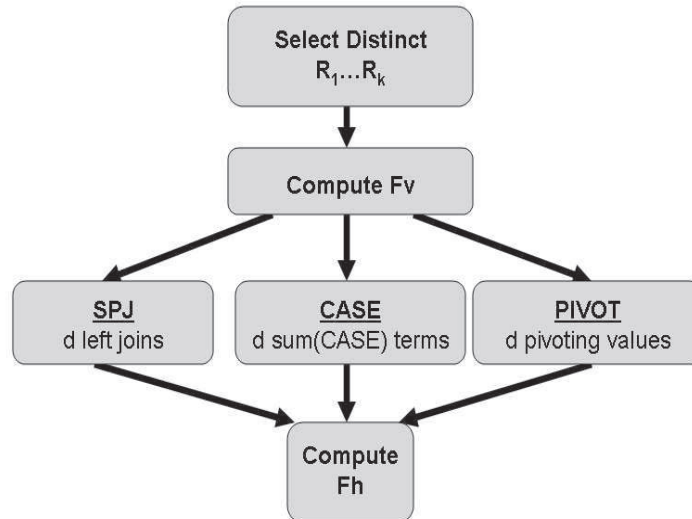 Select Distinct
R₁...Rₖ
Compute Fv
SPJ
d left joins
CASE
d sum(CASE) terms
PIVOT
d pivoting values
Compute
Fh